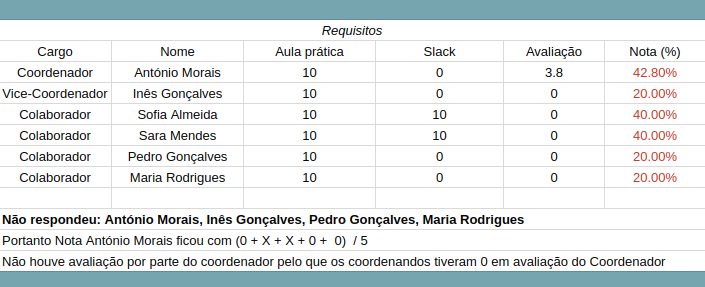 Requisitos
Cargo Nome Aula prática Slack Avaliação Nota (%)
Coordenador António Morais 10 0 3.8 42.80%
Vice-Coordenador Inês Gonçalves 10 0 0 20.00%
Colaborador Sofia Almeida 10 10 0 40.00%
Colaborador Sara Mendes 10 10 0 40.00%
Colaborador Pedro Gonçalves 10 0 0 20.00%
Colaborador Maria Rodrigues 10 0 0 20.00%
Não respondeu: António Morais, Inês Gonçalves, Pedro Gonçalves, Maria Rodrigues
Portanto Nota António Morais ficou com (0 + X + X + 0 + 0) / 5
Não houve avaliação por parte do coordenador pelo que os coordenandos tiveram 0 em avaliação do Coordenador